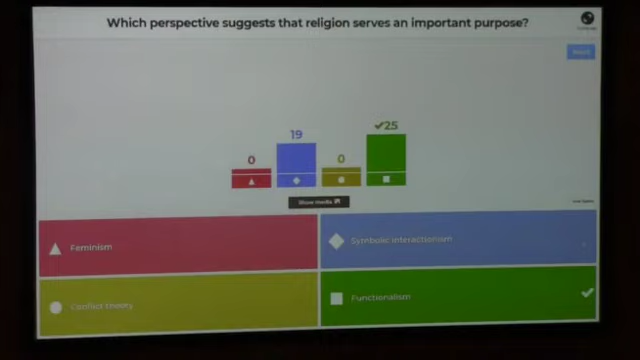 Which perspective suggests that religion serves an important purpose?
0
19
0
25
Show media
Feminism
Symbolic interactionism
Conflict theory
Functionalism